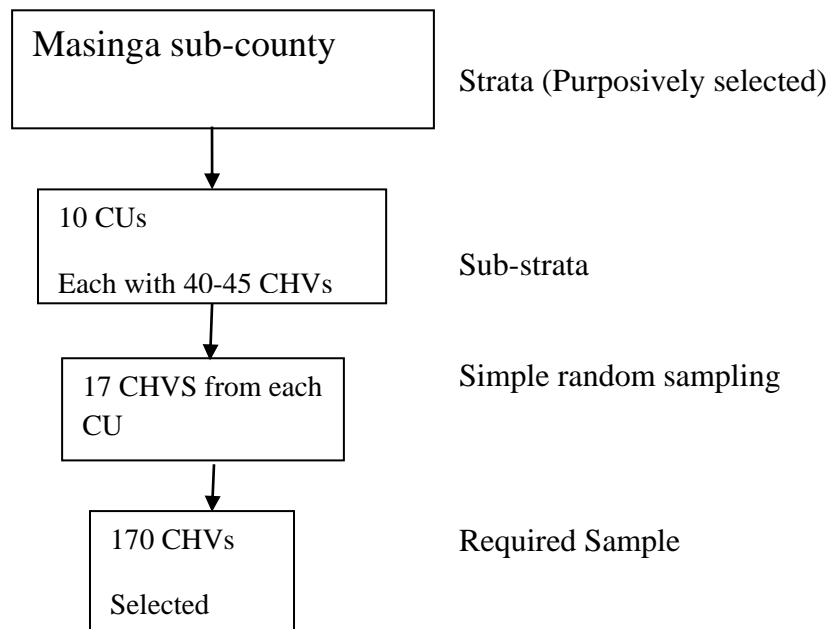 Masinga sub-county
Strata (Purposively selected)
10 CUs
Each with 40-45 CHVs
Sub-strata
17 CHVS from each
CU
Simple random sampling
170 CHVs
Selected
Required Sample